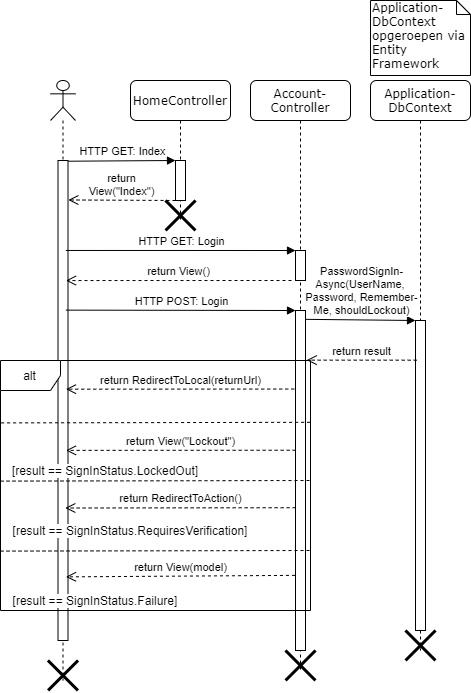 Application-
DbContext
opgeroepen via
Entity
Framework
HomeController
Account-
Controller
Application-
DbContext
HTTP GET: Index
return
View("Index")
HTTP GET: Login
return View()
PasswordSignIn-
Async(UserName,
Password, Remember-
Me, shouldLockout)
HTTP POST: Login
return result
alt
return RedirectToLocal(returnUrl)
return View("Lockout")
[result == SignInStatus.LockedOut]
return RedirectToAction()
[result == SignInStatus.RequiresVerification]
return View(model)
[result == SignInStatus.Failure]